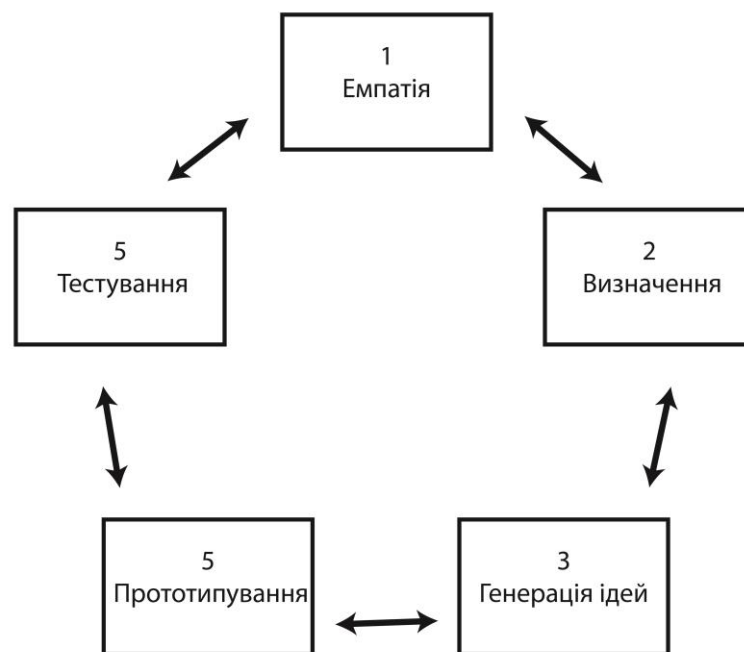 1
Емпатія
2
Визначення
3
Генерація ідей
5
Прототипування
5
Тестування